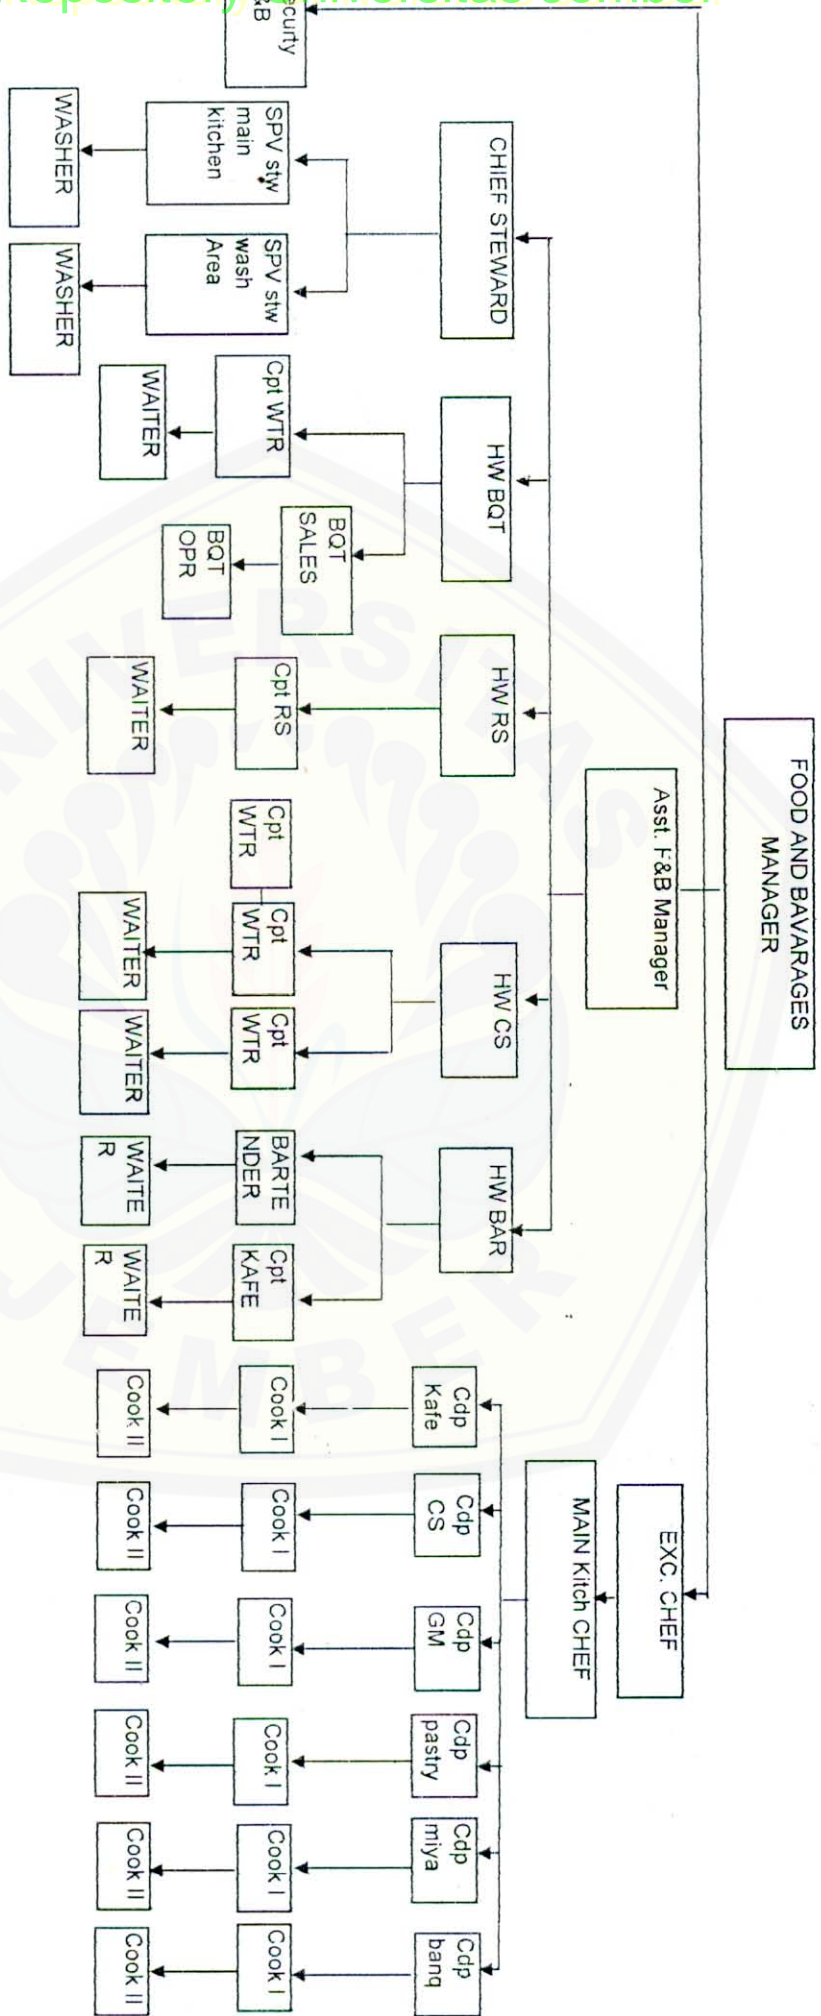 FOOD AND BAVARAGES
MANAGER
Asst. F&B Manager
EXC. CHEF
MAIN Kitch CHEF
CHIEF STEWARD
HW BQT
HW RS
HW CS
HW BAR
Cdp
Kafe
Cdp
CS
Cdp
GM
Cdp
pastry
Cdp
miya
Cdp
banq
SPV stw
main
kitchen
SPV stw
wash
Area
Cpt WTR
BQT
SALES
Cpt RS
Cpt
WTR
Cpt
WTR
Cpt
WTR
BARTE
NDER
Cpt
KAFE
Cook I
Cook I
Cook I
Cook I
Cook I
Cook I
WASHER
WASHER
WAITER
BQT
OPR
WAITER
WAITER
WAITER
WAITE
R
WAITE
R
Cook II
Cook II
Cook II
Cook II
Cook II
Cook II
UNIVERSITAS
JEMBER